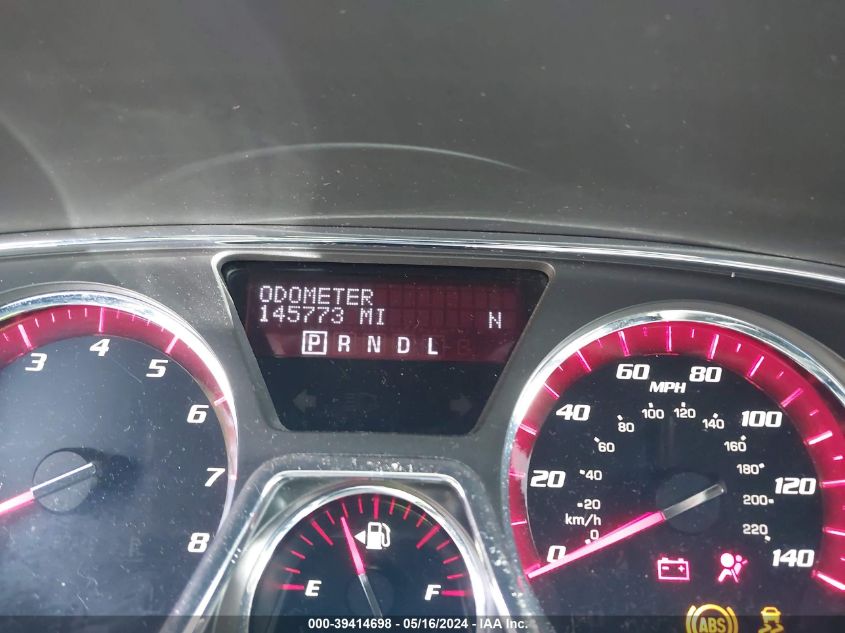 ODOMETER
145773 MI N
P R N D L
3 4 5 6 7 8
E F
0 20 40 60 80 100 120 140
MPH
km/h
0 20 40 60 80 100 120 140 160 180 200 220
ABS
000-39414698 - 05/16/2024 - IAA Inc.